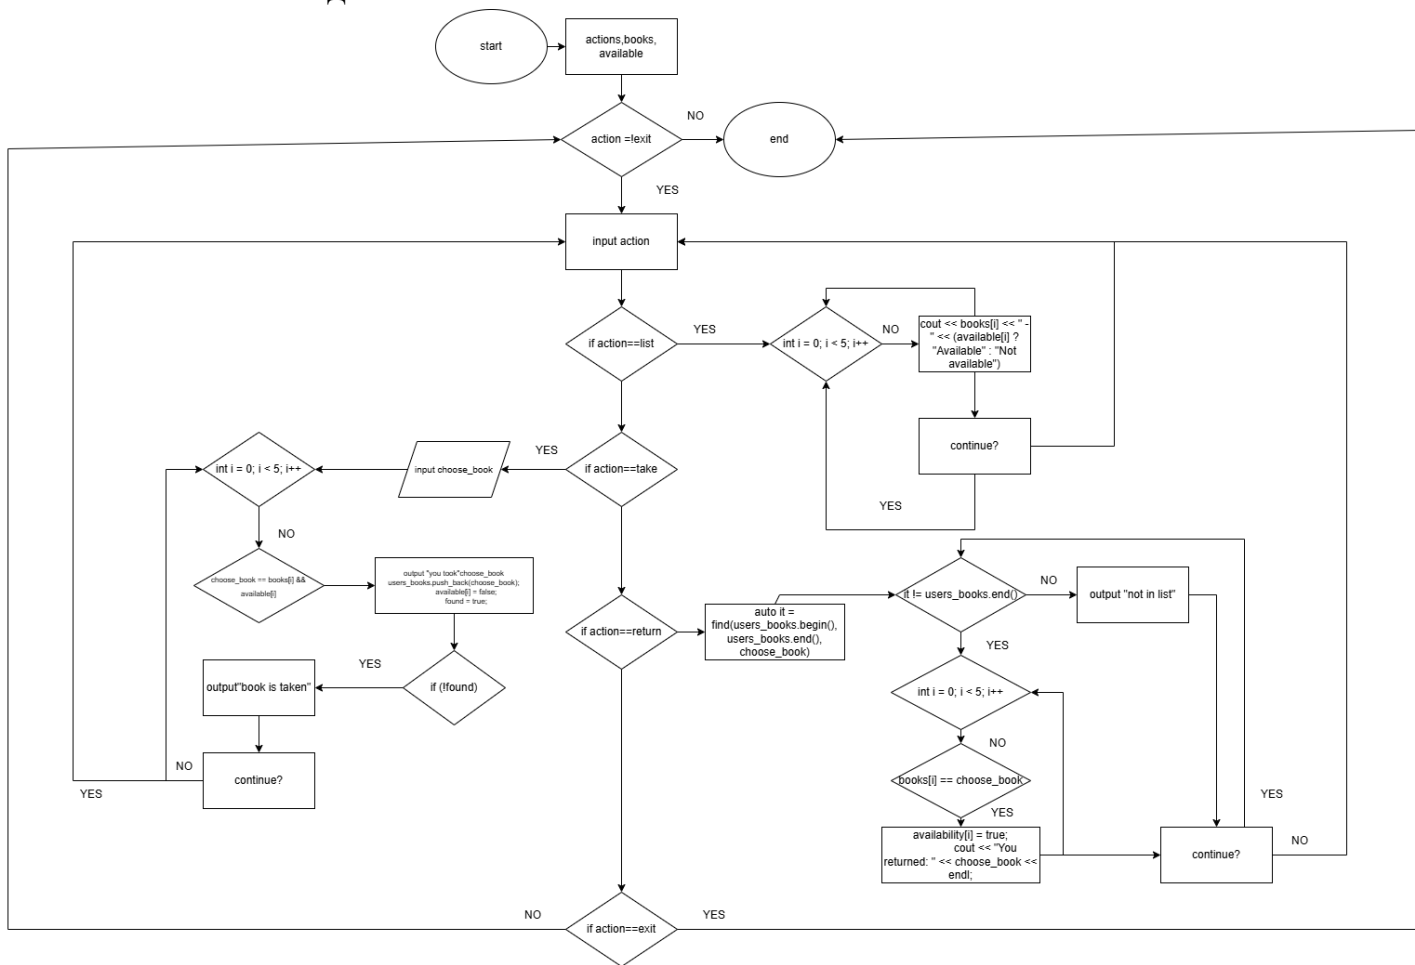 start
actions,books,
available
action =!exit
NO
end
YES
input action
if action==list
YES
int i = 0; i < 5; i++
NO
cout << books[i] << " -
" << (available[i] ?
"Available" : "Not
available")
continue?
YES
if action==take
YES
input choose_book
int i = 0; i < 5; i++
NO
choose_book == books[i] &&
available[i]
output "you took"choose_book
users_books.push_back(choose_book);
available[i] = false;
found = true;
if (!found)
YES
output"book is taken"
continue?
NO
YES
if action==return
auto it =
find(users_books.begin(),
users_books.end(),
choose_book)
it != users_books.end()
NO
output "not in list"
YES
int i = 0; i < 5; i++
NO
books[i] == choose_book
YES
availability[i] = true;
cout << "You
returned: " << choose_book <<
endl;
continue?
YES
NO
if action==exit
NO
YES